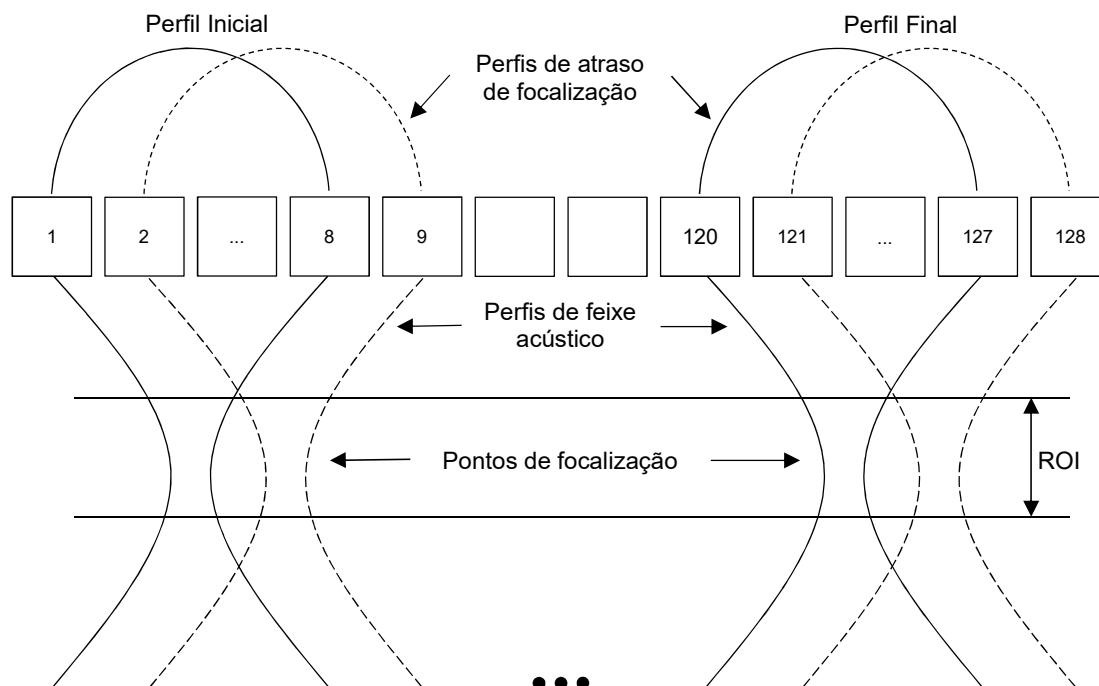 Perfil Inicial
Perfil Final
Perfis de atraso
de focalização
1 2 ... 8 9 120 121 ... 127 128
Perfis de feixe
acústico
Pontos de focalização
ROI
...